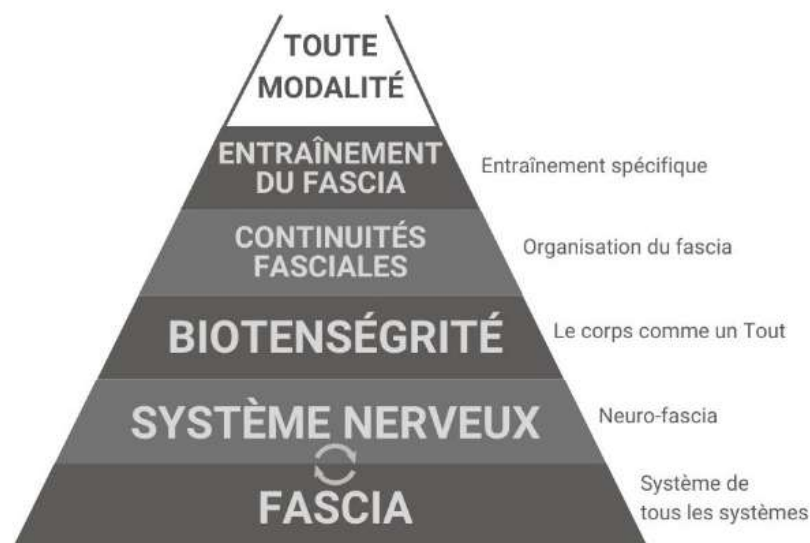 TOUTE
MODALITÉ
ENTRAÎNEMENT
DU FASCIA
Entraînement spécifique
CONTINUITÉS
FASCIALES
Organisation du fascia
BIOTENSÉGRITÉ
Le corps comme un Tout
SYSTÈME NERVEUX
Neuro-fascia
FASCIA
Système de
tous les systèmes